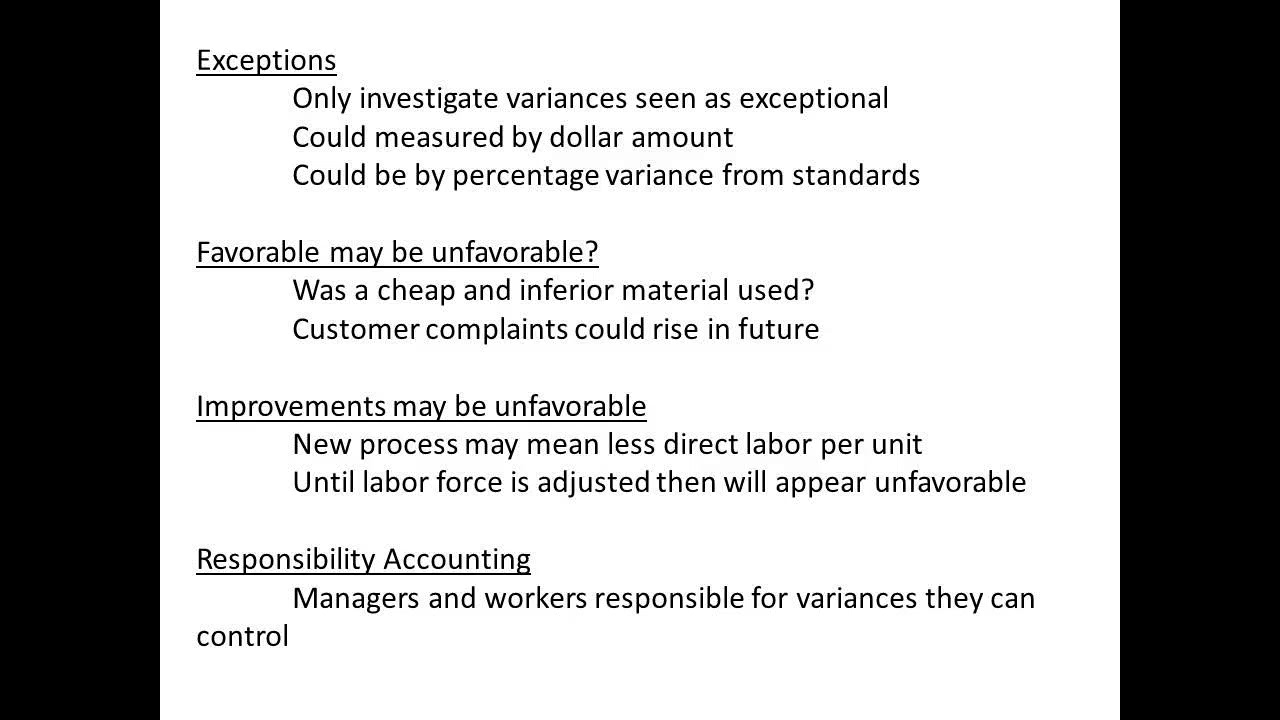 Exceptions
Only investigate variances seen as exceptional
Could measured by dollar amount
Could be by percentage variance from standards
Favorable may be unfavorable?
Was a cheap and inferior material used?
Customer complaints could rise in future
Improvements may be unfavorable
New process may mean less direct labor per unit
Until labor force is adjusted then will appear unfavorable
Responsibility Accounting
Managers and workers responsible for variances they can
control